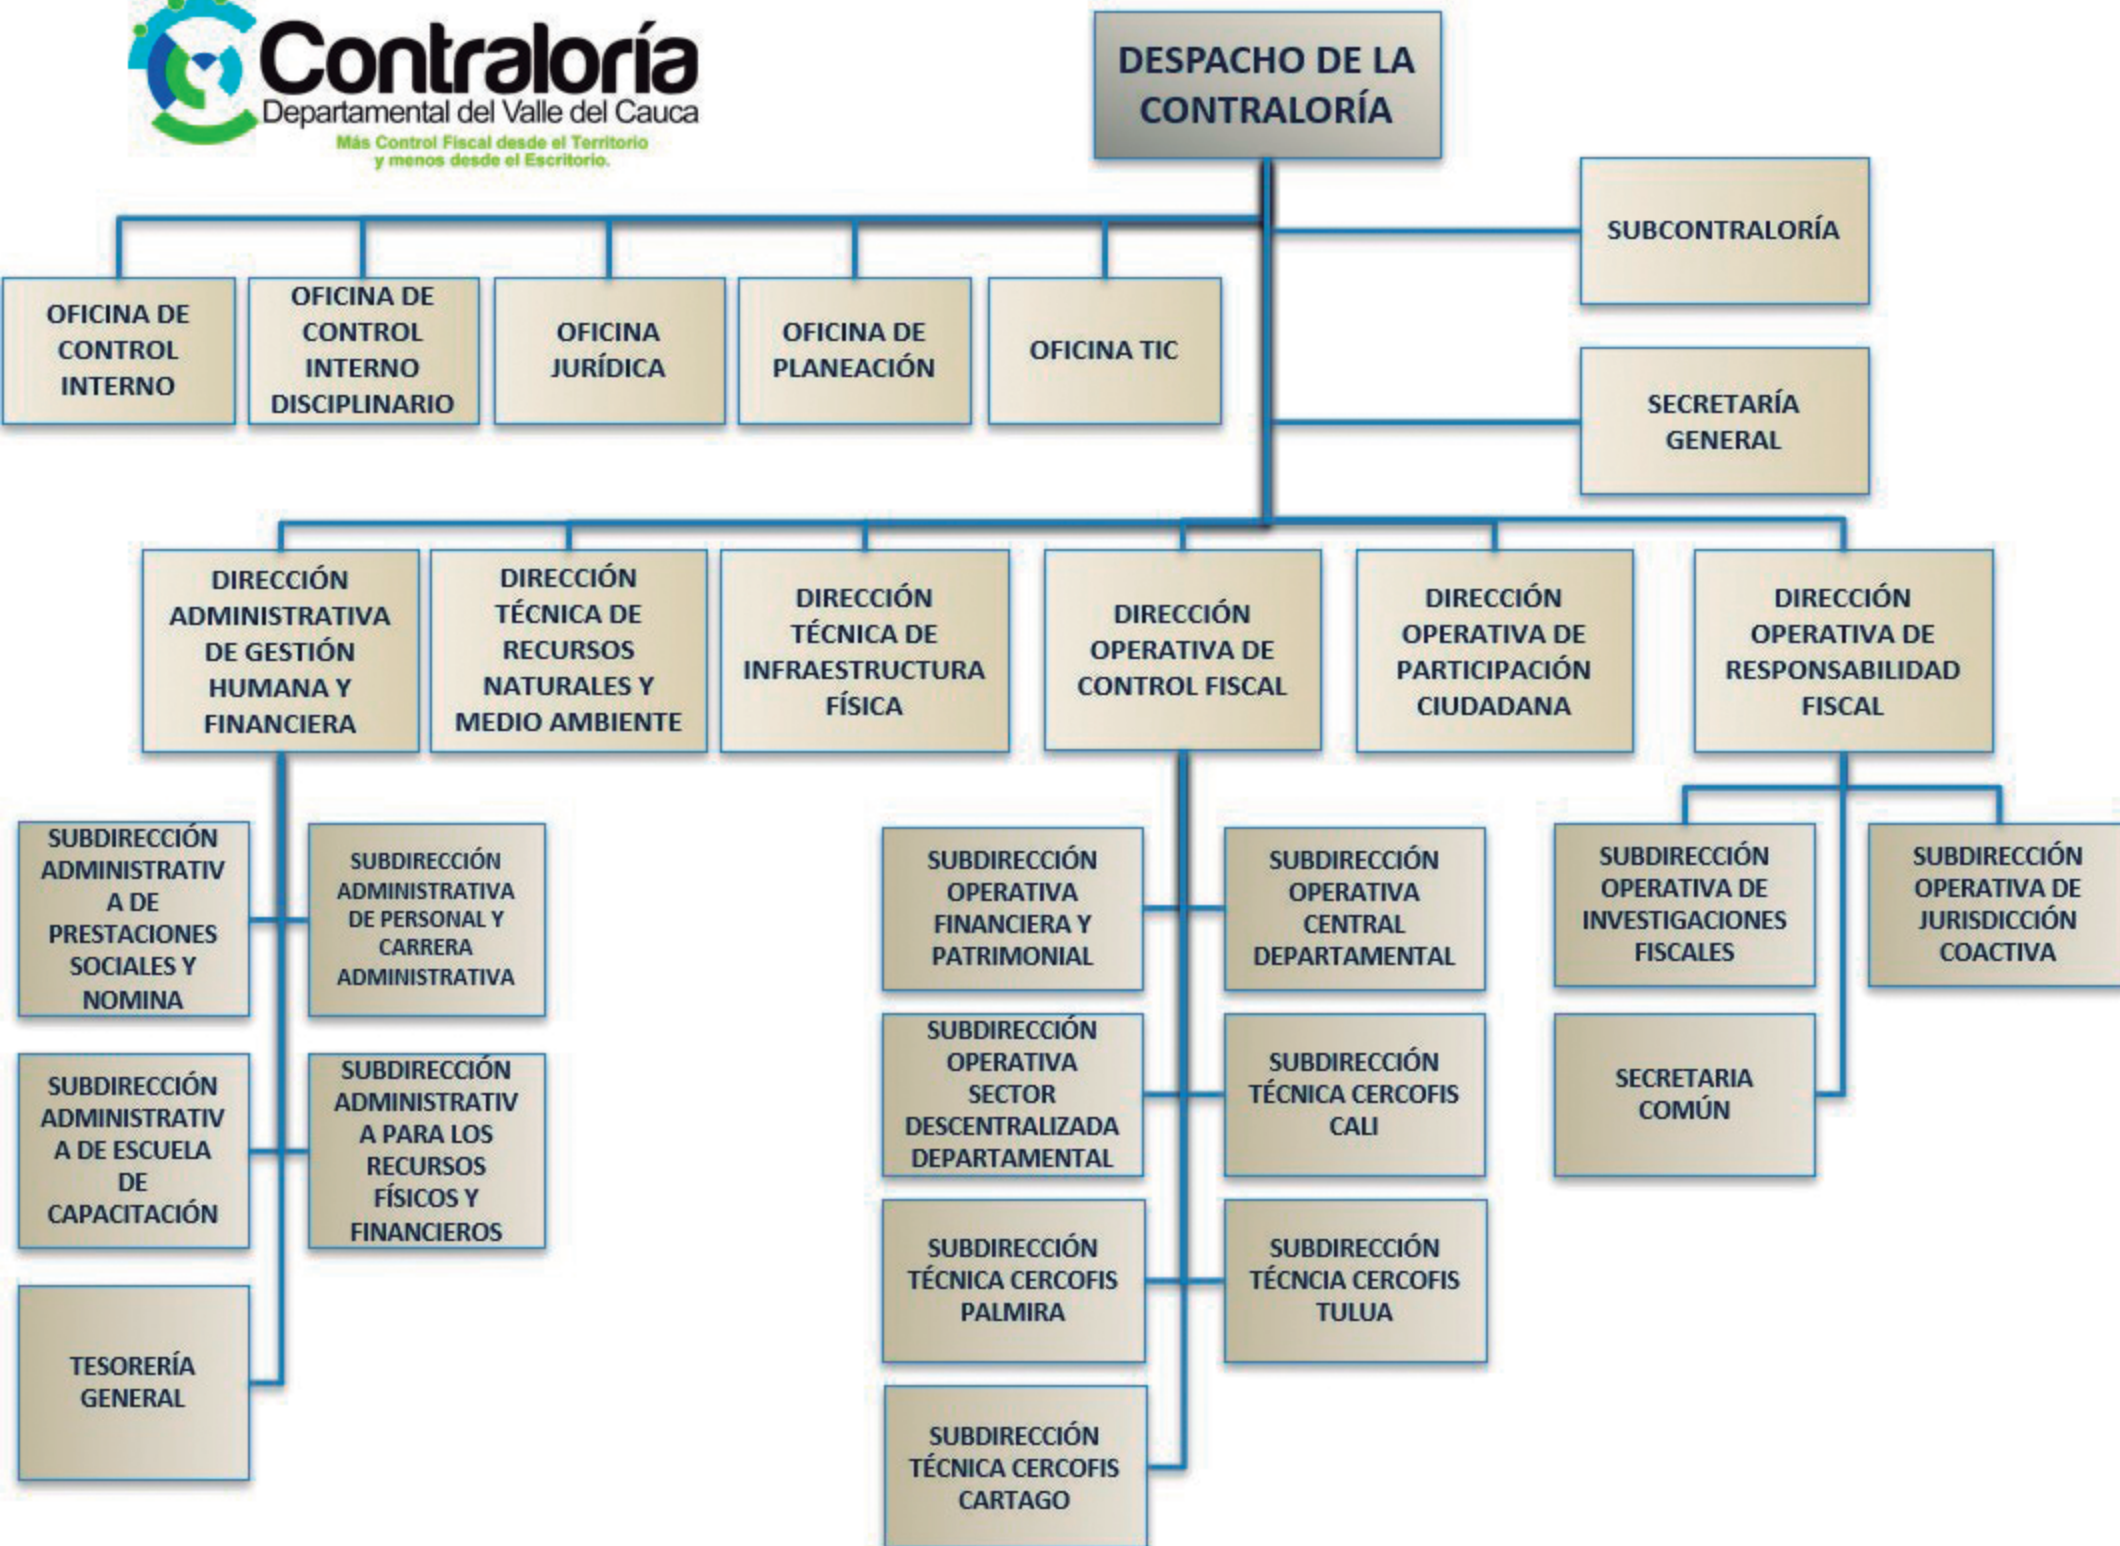 Contraloría
Departamental del Valle del Cauca
Más Control Fiscal desde el Territorio
y menos desde el Escritorio.
DESPACHO DE LA
CONTRALORÍA
SUBCONTRALORÍA
SECRETARÍA
GENERAL
OFICINA DE
CONTROL
INTERNO
OFICINA DE
CONTROL
INTERNO
DISCIPLINARIO
OFICINA
JURÍDICA
OFICINA DE
PLANEACIÓN
OFICINA TIC
DIRECCIÓN
ADMINISTRATIVA
DE GESTIÓN
HUMANA Y
FINANCIERA
DIRECCIÓN
TÉCNICA DE
RECURSOS
NATURALES Y
MEDIO AMBIENTE
DIRECCIÓN
TÉCNICA DE
INFRAESTRUCTURA
FÍSICA
DIRECCIÓN
OPERATIVA DE
CONTROL FISCAL
DIRECCIÓN
OPERATIVA DE
PARTICIPACIÓN
CIUDADANA
DIRECCIÓN
OPERATIVA DE
RESPONSABILIDAD
FISCAL
SUBDIRECCIÓN
ADMINISTRATIV
A DE
PRESTACIONES
SOCIALES Y
NOMINA
SUBDIRECCIÓN
ADMINISTRATIVA
DE PERSONAL Y
CARRERA
ADMINISTRATIVA
SUBDIRECCIÓN
ADMINISTRATIV
A DE ESCUELA
DE
CAPACITACIÓN
SUBDIRECCIÓN
ADMINISTRATIV
A PARA LOS
RECURSOS
FÍSICOS Y
FINANCIEROS
TESORERÍA
GENERAL
SUBDIRECCIÓN
OPERATIVA
FINANCIERA Y
PATRIMONIAL
SUBDIRECCIÓN
OPERATIVA
CENTRAL
DEPARTAMENTAL
SUBDIRECCIÓN
OPERATIVA
SECTOR
DESCENTRALIZADA
DEPARTAMENTAL
SUBDIRECCIÓN
TÉCNICA CERCOFIS
CALI
SUBDIRECCIÓN
TÉCNICA CERCOFIS
PALMIRA
SUBDIRECCIÓN
TÉCNCIA CERCOFIS
TULUA
SUBDIRECCIÓN
TÉCNICA CERCOFIS
CARTAGO
SUBDIRECCIÓN
OPERATIVA DE
INVESTIGACIONES
FISCALES
SUBDIRECCIÓN
OPERATIVA DE
JURISDICCIÓN
COACTIVA
SECRETARIA
COMÚN